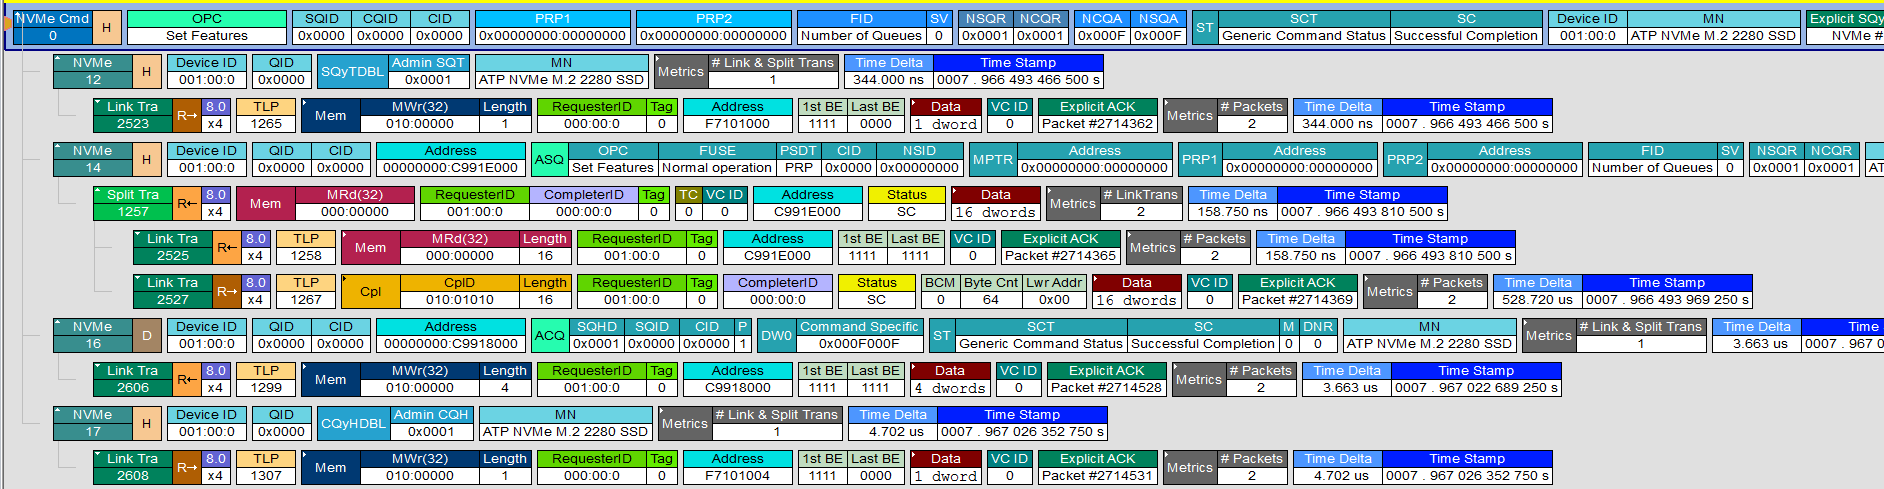 NVMe Cmd H OPC SQID CQID CID PRP1 PRP2 FID SV NSQR NCQR NCQA NSQA ST SCT SC Device ID MN Explicit SQy
0 Set Features 0x0000 0x0000 0x0000 0x00000000:00000000 0x00000000:00000000 Number of Queues 0 0x0001 0x0001 0x000F 0x000F Generic Command Status Successful Completion 001:00:0 ATP NVMe M.2 2280 SSD NVMe #
NVMe H Device ID QID SQyTDBL Admin SQT MN Metrics # Link & Split Trans Time Delta Time Stamp
12 001:00:0 0x0000 0x0001 ATP NVMe M.2 2280 SSD 1 344.000 ns 0007 . 966 493 466 500 s
Link Tra R→ 8.0 TLP Mem MWr(32) Length RequesterID Tag Address 1st BE Last BE Data VC ID Explicit ACK Metrics # Packets Time Delta Time Stamp
2523 x4 1265 010:00000 1 000:00:0 0 F7101000 1111 0000 1 dword 0 Packet #2714362 2 344.000 ns 0007 . 966 493 466 500 s
NVMe H Device ID QID CID Address ASQ OPC FUSE PSDT CID NSID MPTR Address PRP1 Address PRP2 Address FID SV NSQR NCQR
14 001:00:0 0x0000 0x0000 00000000:C991E000 Set Features Normal operation PRP 0x0000 0x00000000 0x00000000:00000000 0x00000000:00000000 0x00000000:00000000 Number of Queues 0 0x0001 0x0001 AT
Split Tra R← 8.0 Mem MRd(32) RequesterID CompleterID Tag TC VC ID Address Status Data Metrics # LinkTrans Time Delta Time Stamp
1257 x4 000:00000 001:00:0 000:00:0 0 0 0 C991E000 SC 16 dwords 2 158.750 ns 0007 . 966 493 810 500 s
Link Tra R← 8.0 TLP Mem MRd(32) Length RequesterID Tag Address 1st BE Last BE VC ID Explicit ACK Metrics # Packets Time Delta Time Stamp
2525 x4 1258 000:00000 16 001:00:0 0 C991E000 1111 1111 0 Packet #2714365 2 158.750 ns 0007 . 966 493 810 500 s
Link Tra R→ 8.0 TLP Cpl CplD Length RequesterID Tag CompleterID Status BCM Byte Cnt Lwr Addr Data VC ID Explicit ACK Metrics # Packets Time Delta Time Stamp
2527 x4 1267 010:01010 16 001:00:0 0 000:00:0 SC 0 64 0x00 16 dwords 0 Packet #2714369 2 528.720 us 0007 . 966 493 969 250 s
NVMe D Device ID QID CID Address ACQ SQHD SQID CID P DW0 Command Specific ST SCT SC M DNR MN Metrics # Link & Split Trans Time Delta Time
16 001:00:0 0x0000 0x0000 00000000:C9918000 0x0001 0x0000 0x0000 1 0x000F000F Generic Command Status Successful Completion 0 0 ATP NVMe M.2 2280 SSD 1 3.663 us 0007 . 967 0
Link Tra R← 8.0 TLP Mem MWr(32) Length RequesterID Tag Address 1st BE Last BE Data VC ID Explicit ACK Metrics # Packets Time Delta Time Stamp
2606 x4 1299 010:00000 4 001:00:0 0 C9918000 1111 1111 4 dwords 0 Packet #2714528 2 3.663 us 0007 . 967 022 689 250 s
NVMe H Device ID QID CQyHDBL Admin CQH MN Metrics # Link & Split Trans Time Delta Time Stamp
17 001:00:0 0x0000 0x0001 ATP NVMe M.2 2280 SSD 1 4.702 us 0007 . 967 026 352 750 s
Link Tra R→ 8.0 TLP Mem MWr(32) Length RequesterID Tag Address 1st BE Last BE Data VC ID Explicit ACK Metrics # Packets Time Delta Time Stamp
2608 x4 1307 010:00000 1 000:00:0 0 F7101004 1111 0000 1 dword 0 Packet #2714531 2 4.702 us 0007 . 967 026 352 750 s